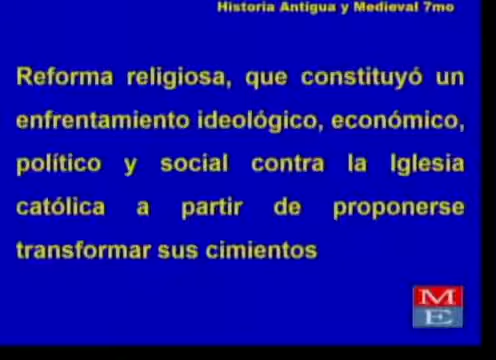 Historia Antigua y Medieval 7mo
Reforma religiosa, que constituyó un
enfrentamiento ideológico, económico,
político y social contra la Iglesia
católica a partir de proponerse
transformar sus cimientos
M
E